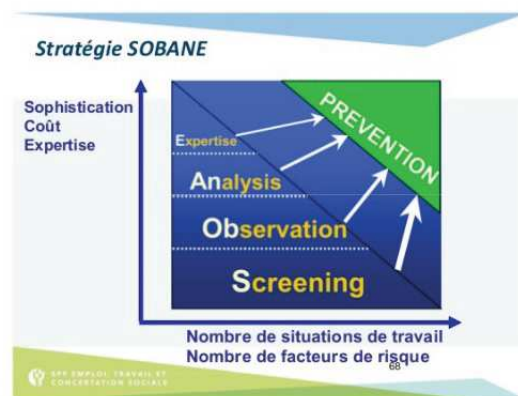 Stratégie SOBANE
Sophistication
Coût
Expertise
PREVENTION
Expertise
Analysis
Observation
Screening
Nombre de situations de travail
Nombre de facteurs de risque
68
SPF EMPLOI, TRAVAIL ET
CONCERTATION SOCIALE